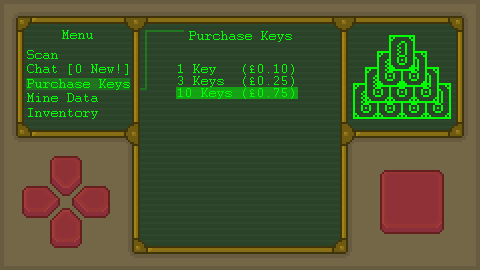 Menu
Scan
Chat [0 New!]
Purchase Keys
Mine Data
Inventory
Purchase Keys
1 Key (£0.10)
3 Keys (£0.25)
10 Keys (£0.75)